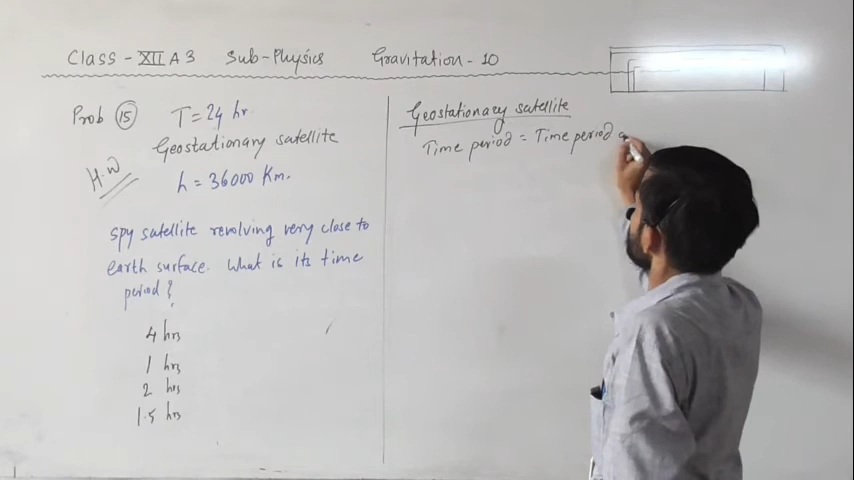 Class - XII A3 Sub-Physics Gravitation - 10
Prob 15 T = 24 hr
Geostationary satellite
H.W
h = 36000 Km.
spy satellite revolving very close to
earth surface. What is its time
period?
4 hrs
1 hrs
2 hrs
1.5 hrs
Geostationary satellite
Time period = Time period